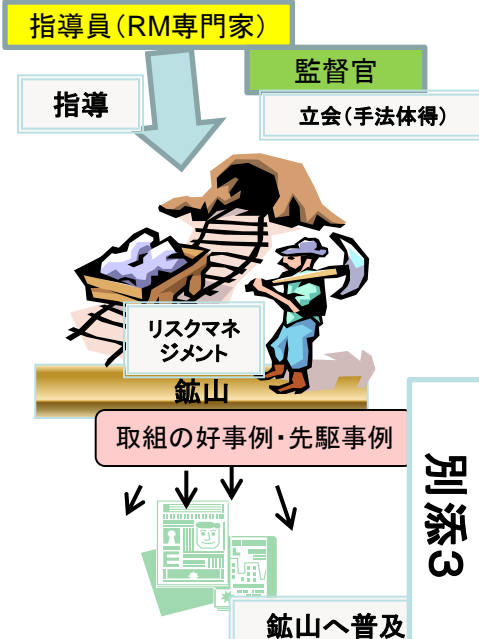 指導員(RM専門家)
監督官
指導
立会(手法体得)
リスクマネ
ジメント
鉱山
取組の好事例・先駆事例
別添3
鉱山へ普及